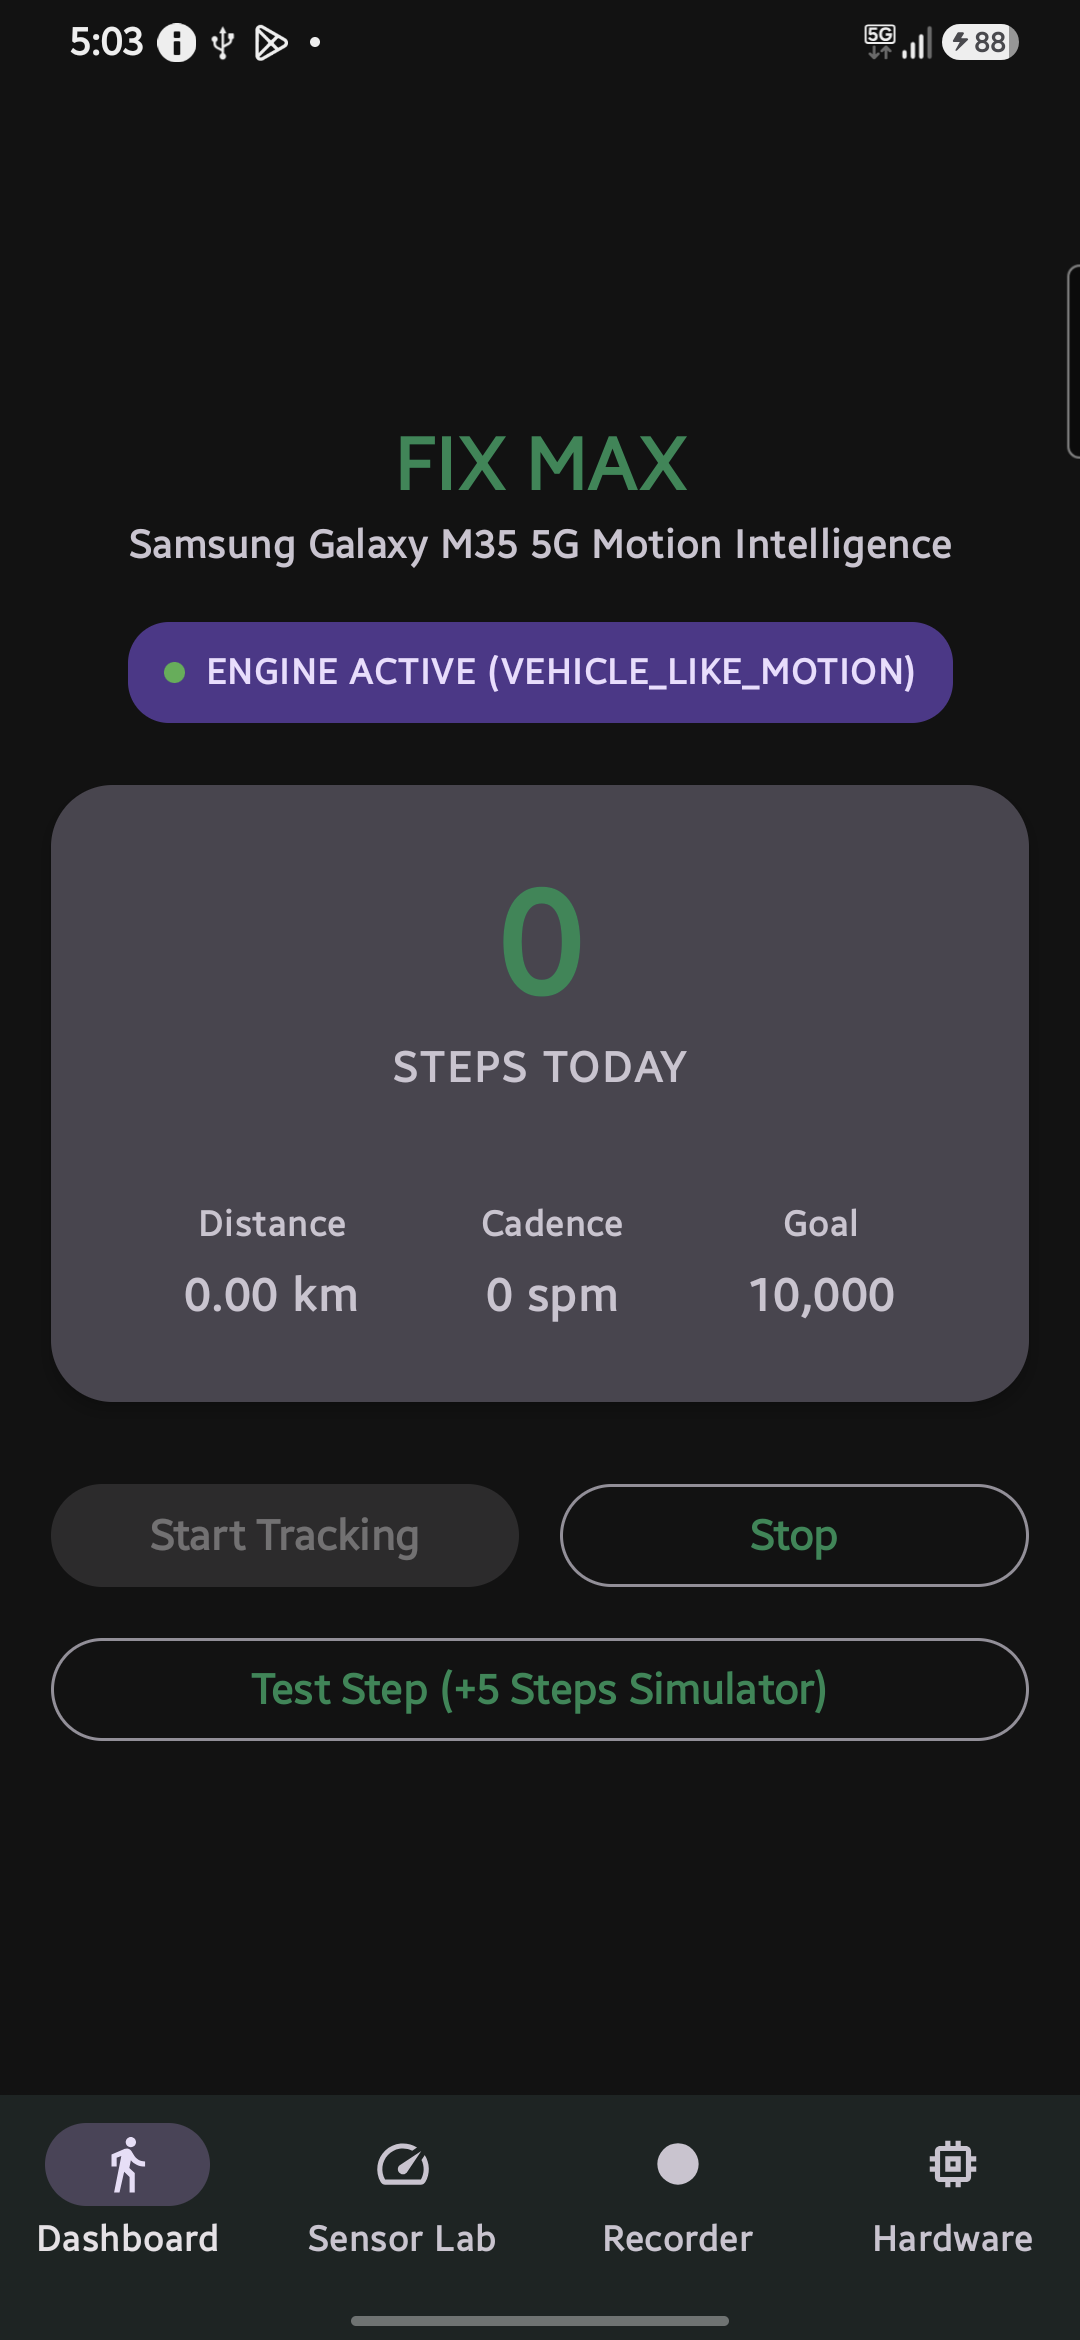 5:03
5G
88
FIX MAX
Samsung Galaxy M35 5G Motion Intelligence
ENGINE ACTIVE (VEHICLE_LIKE_MOTION)
0
STEPS TODAY
Distance Cadence Goal
0.00 km 0 spm 10,000
Start Tracking Stop
Test Step (+5 Steps Simulator)
Dashboard Sensor Lab Recorder Hardware